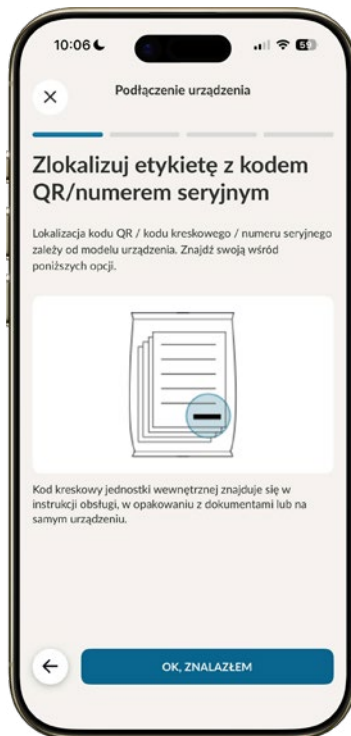 10:06
59
Podłączenie urządzenia
Zlokalizuj etykietę z kodem
QR/numerem seryjnym
Lokalizacja kodu QR / kodu kreskowego / numeru seryjnego
zależy od modelu urządzenia. Znajdź swoją wśród
poniższych opcji.
Kod kreskowy jednostki wewnętrznej znajduje się w
instrukcji obsługi, w opakowaniu z dokumentami lub na
samym urządzeniu.
OK, ZNALAZŁEM